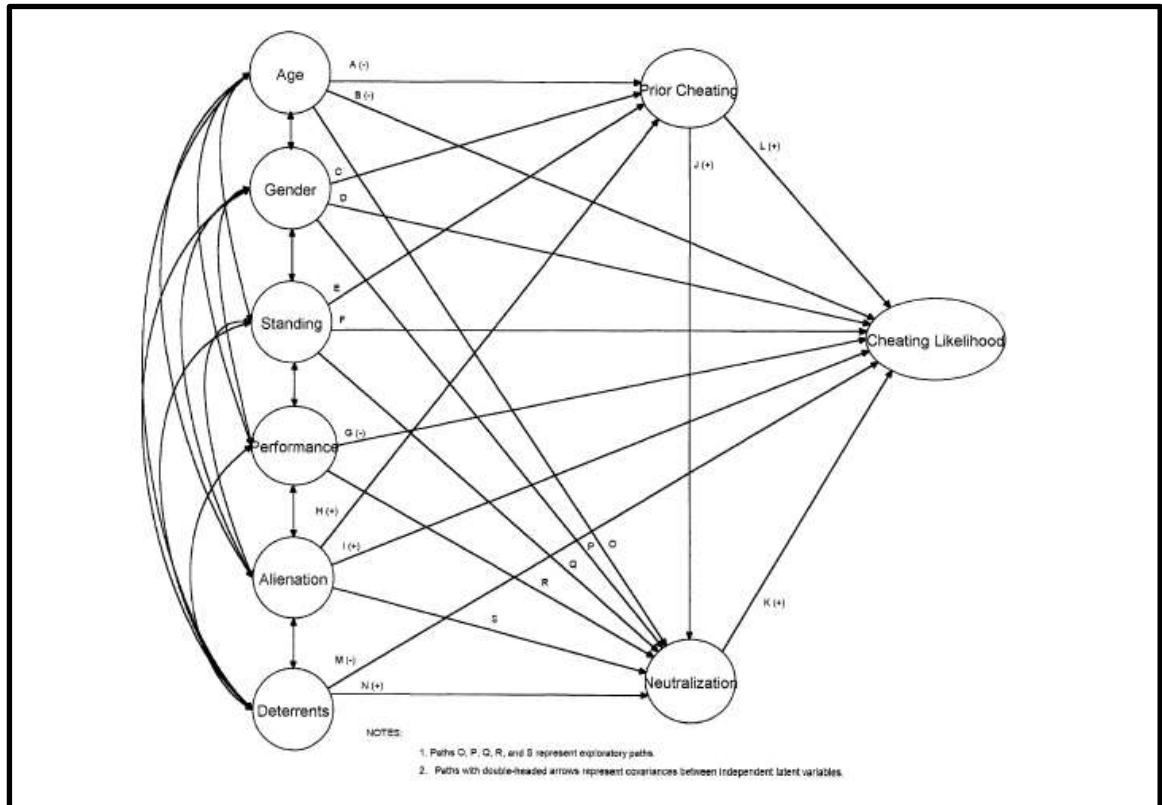 Age
A (-)
Prior Cheating
B (-)
L (+)
J (+)
C
Gender
D
E
Standing
F
Cheating Likelihood
G (-)
Performance
H (+)
I (+)
P
O
Q
Alienation
R
K (+)
S
M (-)
N (+)
Neutralization
Deterrents
NOTES:
1. Paths O, P, Q, R, and S represent exploratory paths.
2. Paths with double-headed arrows represent covariances between independent latent variables.